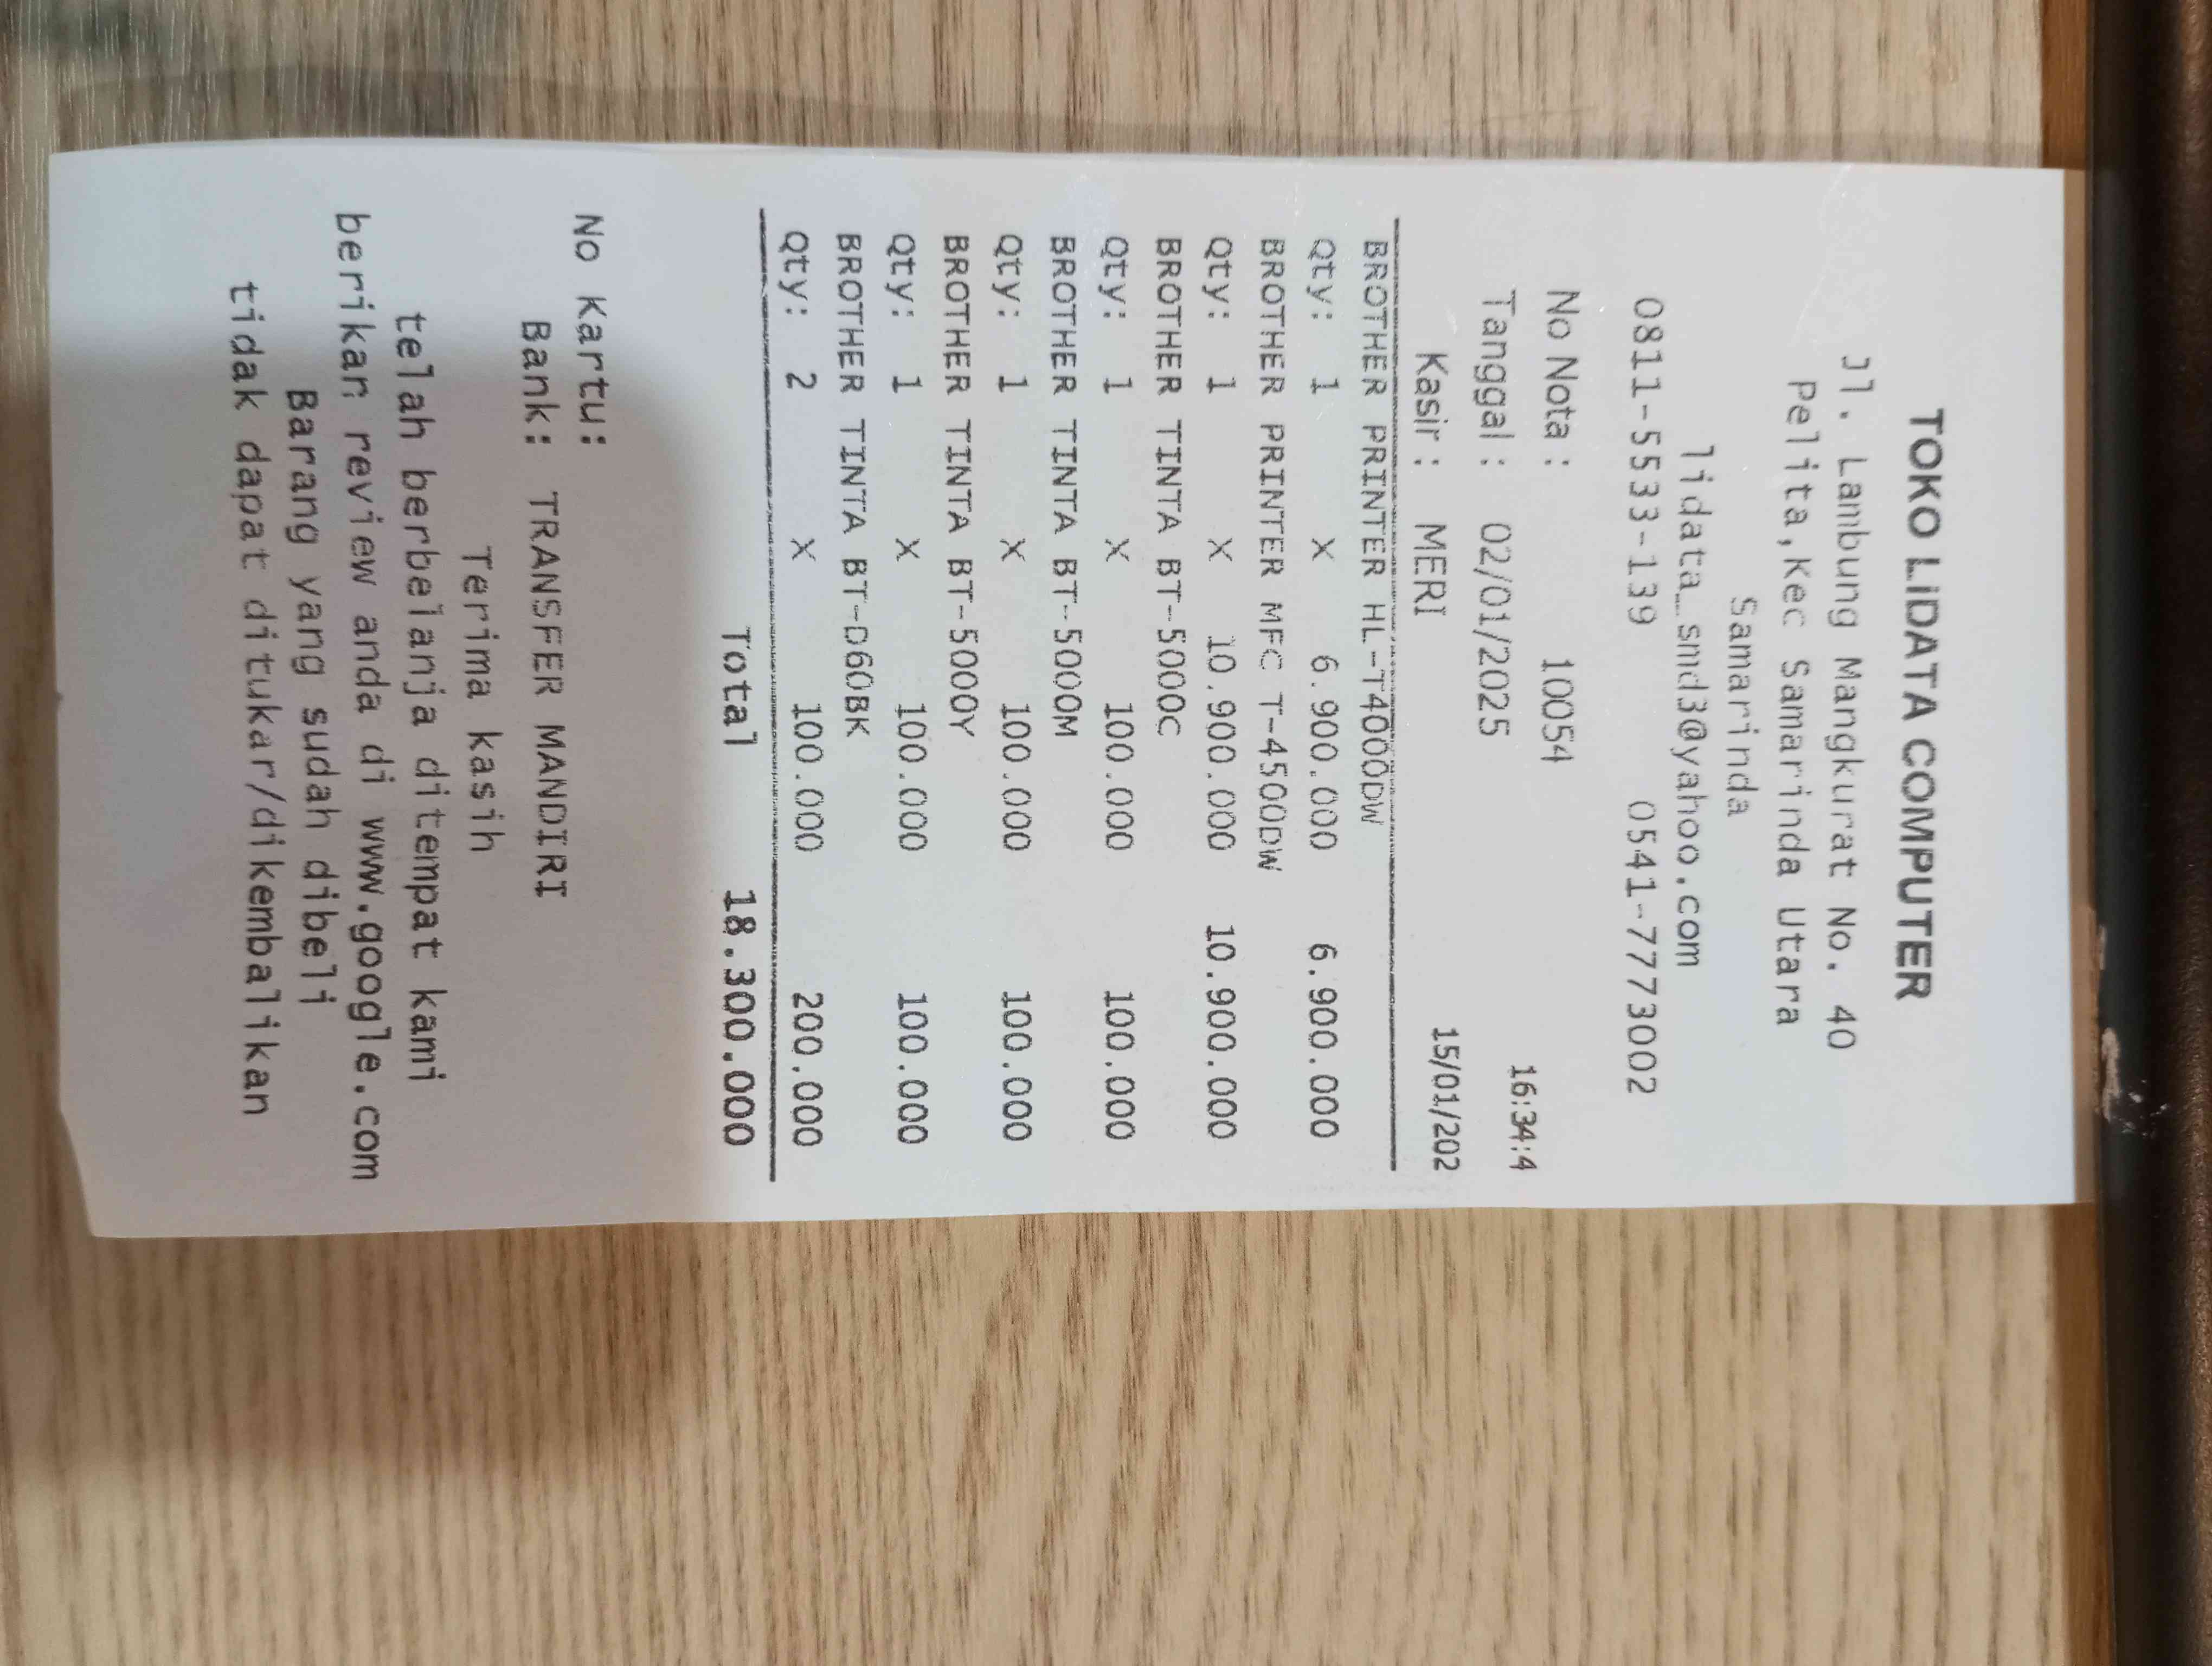 TOKO LIDATA COMPUTER
Jl. Lambung Mangkurat No. 40
Pelita,Kec Samarinda Utara
Samarinda
lidata_smd3@yahoo.com
0811-5533-139 0541-7773002
No Nota : 10054
Tanggal : 02/01/2025 16:34:4
Kasir : MERI 15/01/202
BROTHER PRINTER HL-T4000DW
Qty: 1 X 6.900.000 6.900.000
BROTHER PRINTER MFC T-4500DW
Qty: 1 X 10.900.000 10.900.000
BROTHER TINTA BT-5000C
Qty: 1 X 100.000 100.000
BROTHER TINTA BT-5000M
Qty: 1 X 100.000 100.000
BROTHER TINTA BT-5000Y
Qty: 1 X 100.000 100.000
BROTHER TINTA BT-D60BK
Qty: 2 X 100.000 200.000
Total 18.300.000
No Kartu:
Bank: TRANSFER MANDIRI
Terima kasih
telah berbelanja ditempat kami
berikan review anda di www.google.com
Barang yang sudah dibeli
tidak dapat ditukar/dikembalikan